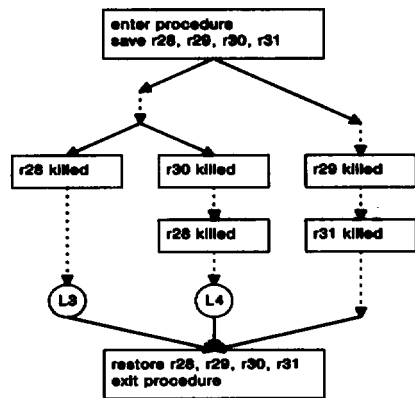 enter procedure
save r28, r29, r30, r31
r28 killed
r30 killed
r29 killed
r28 killed
r31 killed
L3
L4
restore r28, r29, r30, r31
exit procedure